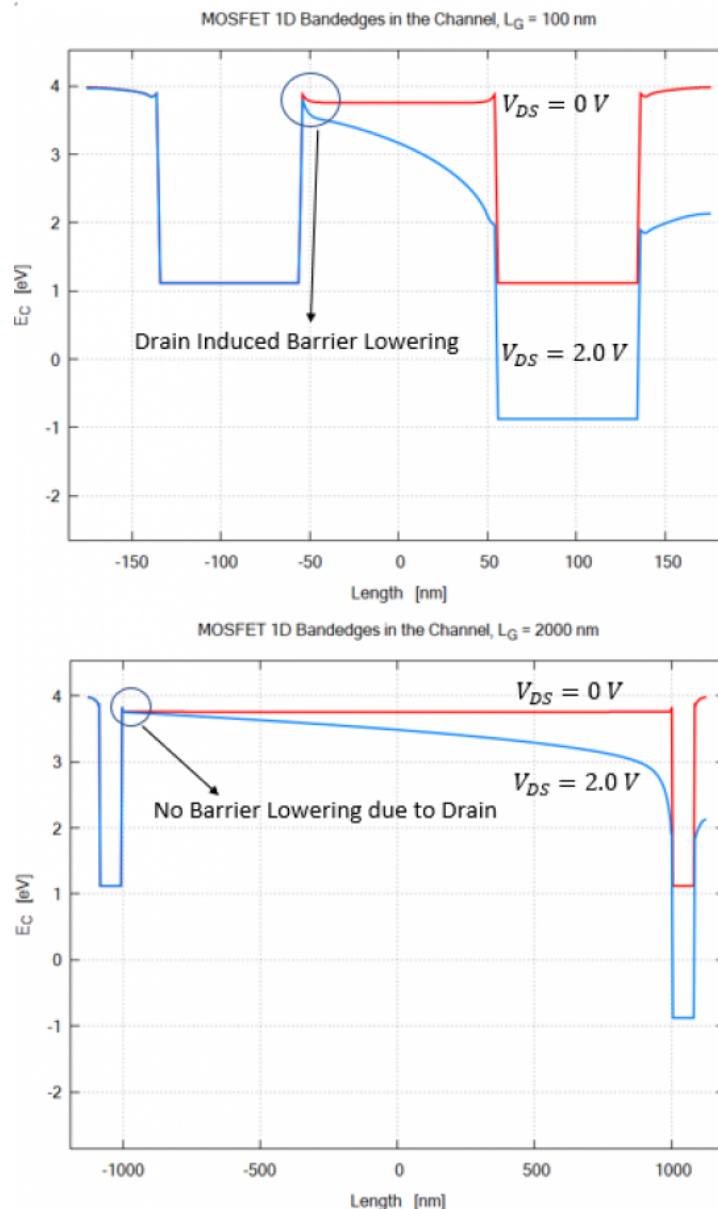 MOSFET 1D Bandedges in the Channel, L_G = 100 nm
4
3
2
1
0
-1
-2
E_C [eV]
V_DS = 0 V
Drain Induced Barrier Lowering
V_DS = 2.0 V
-150 -100 -50 0 50 100 150
Length [nm]
MOSFET 1D Bandedges in the Channel, L_G = 2000 nm
4
3
2
1
0
-1
-2
E_C [eV]
V_DS = 0 V
V_DS = 2.0 V
No Barrier Lowering due to Drain
-1000 -500 0 500 1000
Length [nm]